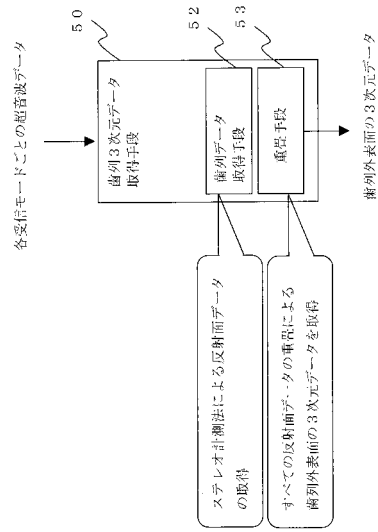 各受信モードごとの超音波データ
50
歯列3次元データ
取得手段
52
歯列データ
取得手段
53
重畳手段
ステレオ計測法による反射面データ
の取得
すべての反射面データの重畳による
歯列外表面の3次元データを取得
歯列外表面の3次元データ